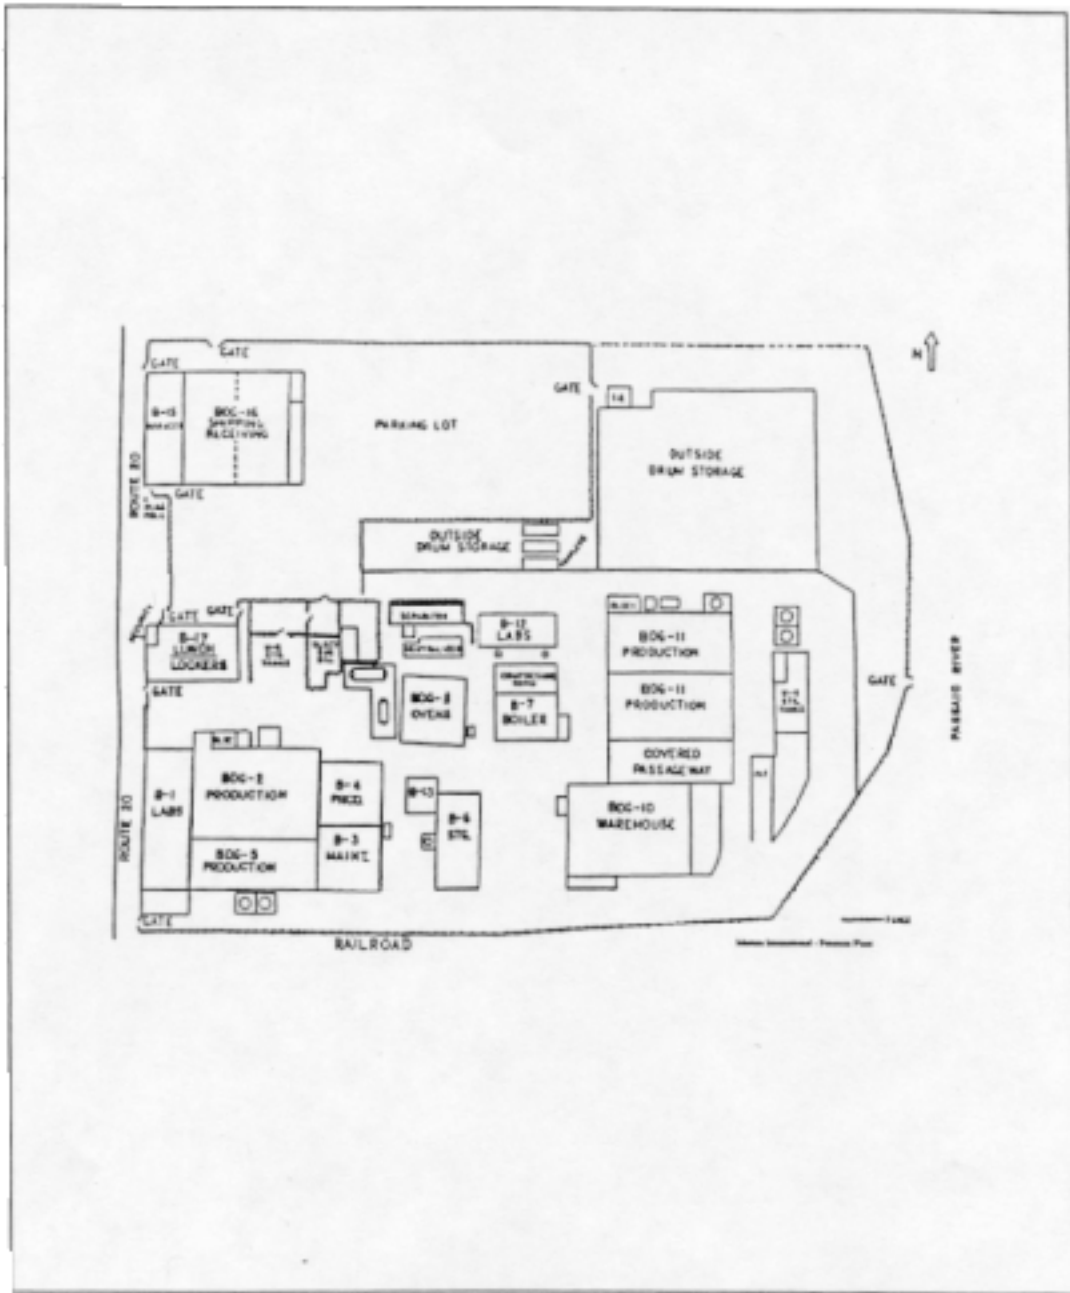 GATE
GATE
N
GATE
14
B-15
BDG-16
SHIPPING
RECEIVING
PARKING LOT
OUTSIDE
DRUM STORAGE
ROUTE 20
GATE
OUTSIDE
DRUM STORAGE
GATE
GATE
B-17
LUNCH
LOCKERS
B-12
LABS
BDG-11
PRODUCTION
GATE
PASSAIC RIVER
GATE
BDG-8
OVENS
B-7
BOILER
BDG-11
PRODUCTION
COVERED
PASSAGEWAY
B-1
LABS
BDG-2
PRODUCTION
B-4
PROD.
B-13
B-6
STG.
BDG-10
WAREHOUSE
ROUTE 20
BDG-5
PRODUCTION
B-3
MAINT.
GATE
RAILROAD
FENCE